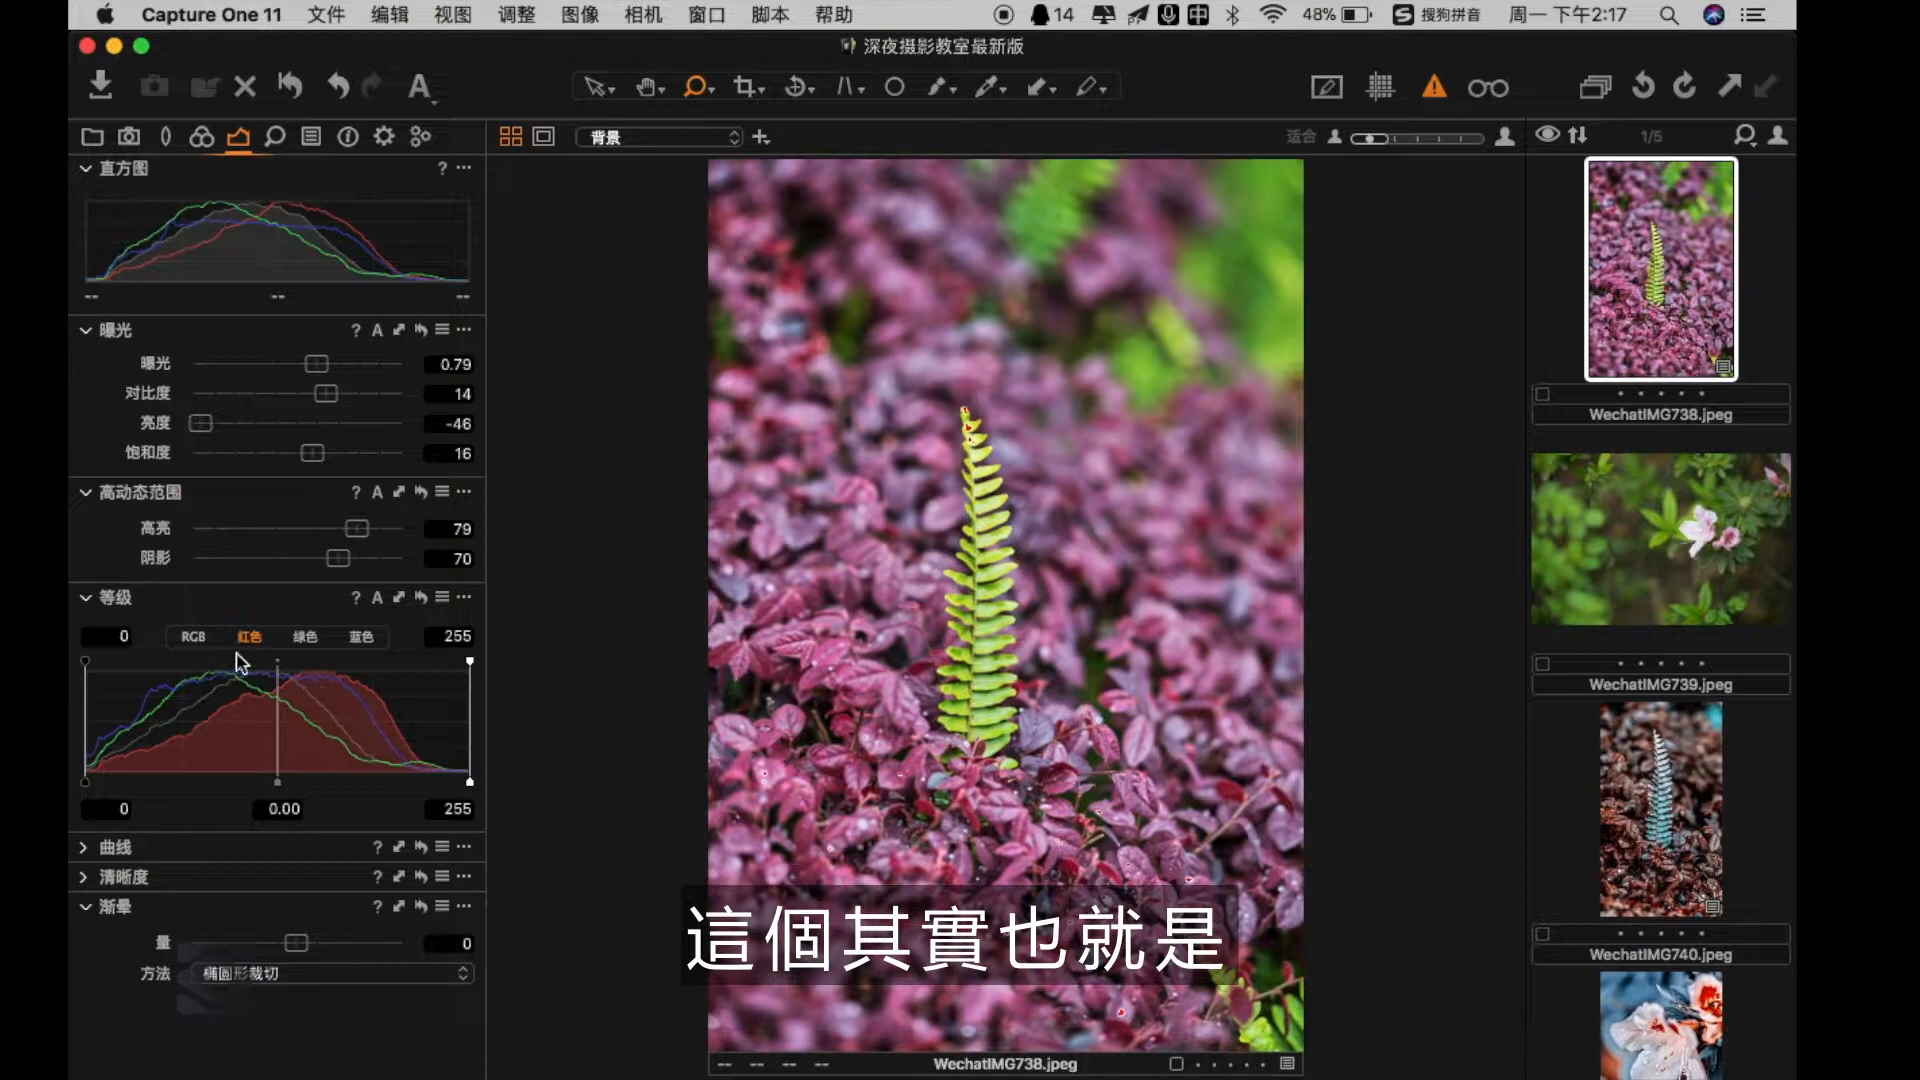 Capture One 11 文件 编辑 视图 调整 图像 相机 窗口 脚本 帮助 14 中 48% 搜狗拼音 周一 下午2:17
深夜摄影教室最新版
A
背景
适合
1/5
直方图 ? ...
-- -- --
曝光 ? A ...
曝光 0.79
对比度 14
亮度 -46
饱和度 16
高动态范围 ? A ...
高亮 79
阴影 70
等级 ? A ...
0 RGB 红色 绿色 蓝色 255
0 0.00 255
曲线 ? ...
清晰度 ? ...
渐晕 ? ...
量 0
方法 椭圆形裁切
這個其實也就是
-- -- -- -- WechatIMG738.jpeg
WechatIMG738.jpeg
WechatIMG739.jpeg
WechatIMG740.jpeg